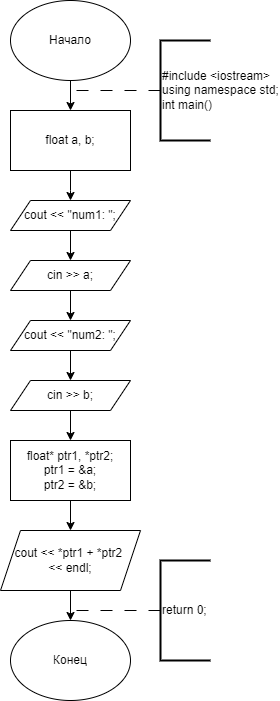 Начало
#include <iostream>
using namespace std;
int main()
float a, b;
cout << "num1: ";
cin >> a;
cout << "num2: ";
cin >> b;
float* ptr1, *ptr2;
ptr1 = &a;
ptr2 = &b;
cout << *ptr1 + *ptr2
<< endl;
return 0;
Конец